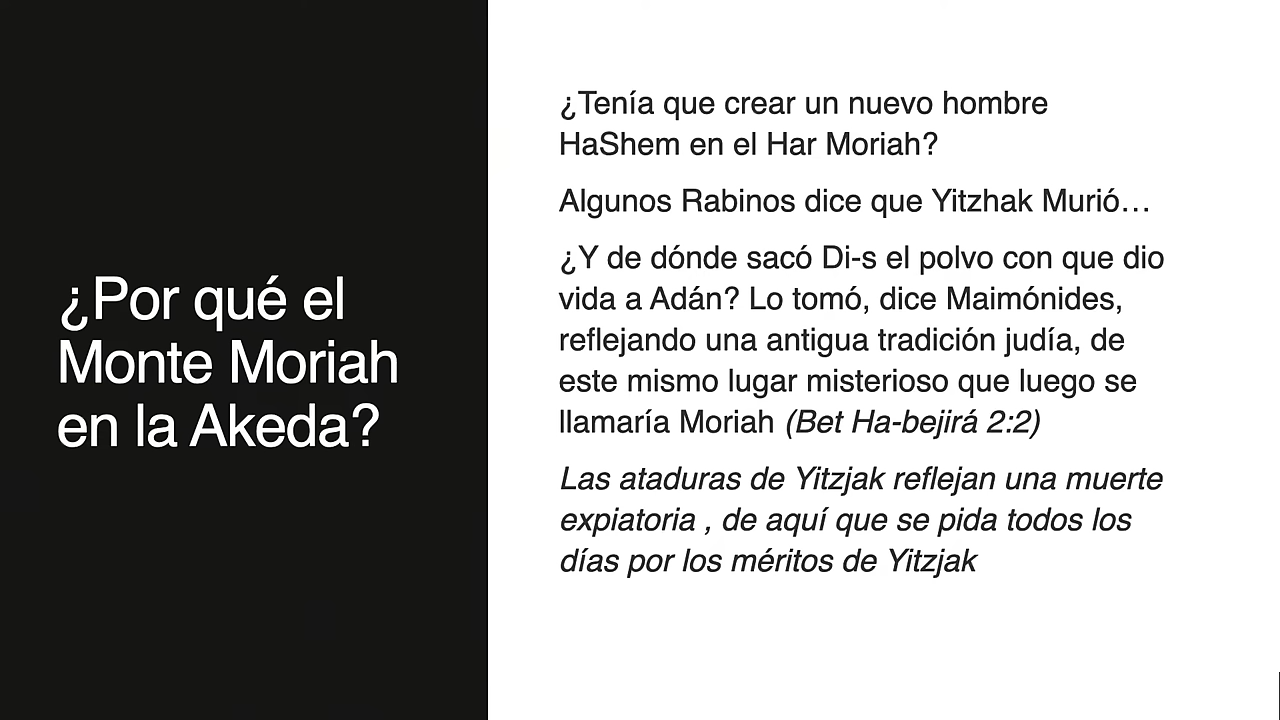 ¿Por qué el
Monte Moriah
en la Akeda?
¿Tenía que crear un nuevo hombre
HaShem en el Har Moriah?
Algunos Rabinos dice que Yitzhak Murió…
¿Y de dónde sacó Di-s el polvo con que dio
vida a Adán? Lo tomó, dice Maimónides,
reflejando una antigua tradición judía, de
este mismo lugar misterioso que luego se
llamaría Moriah (Bet Ha-bejirá 2:2)
Las ataduras de Yitzjak reflejan una muerte
expiatoria , de aquí que se pida todos los
días por los méritos de Yitzjak